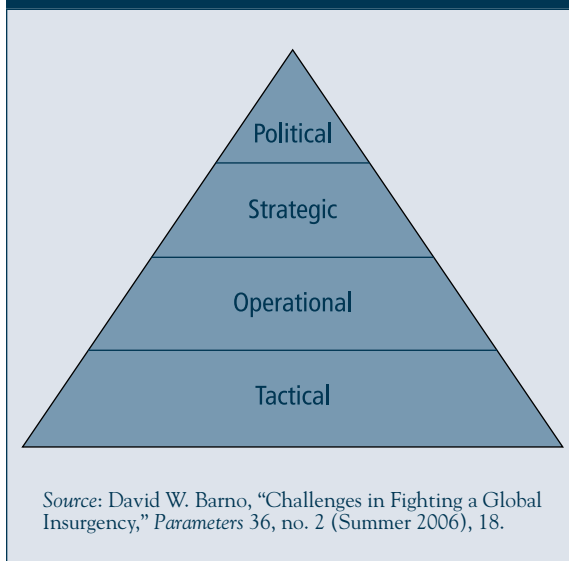 Political
Strategic
Operational
Tactical
Source: David W. Barno, “Challenges in Fighting a Global
Insurgency,” Parameters 36, no. 2 (Summer 2006), 18.